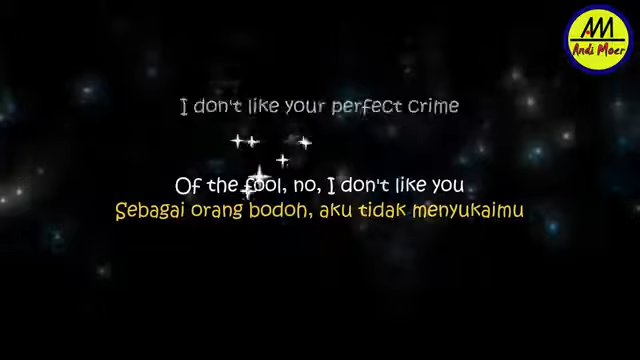 AM
Andi Moer
I don't like your perfect crime
Of the fool, no, I don't like you
Sebagai orang bodoh, aku tidak menyukaimu